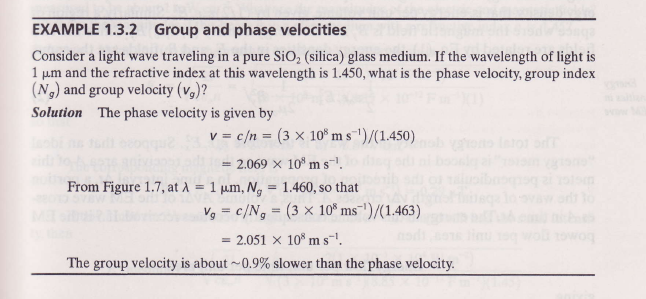 EXAMPLE 1.3.2 Group and phase velocities
Consider a light wave traveling in a pure SiO₂ (silica) glass medium. If the wavelength of light is
1 μm and the refractive index at this wavelength is 1.450, what is the phase velocity, group index
(N_g) and group velocity (v_g)?
Solution The phase velocity is given by
v = c/n = (3 × 10⁸ m s⁻¹)/(1.450)
= 2.069 × 10⁸ m s⁻¹.
From Figure 1.7, at λ = 1 μm, N_g = 1.460, so that
v_g = c/N_g = (3 × 10⁸ ms⁻¹)/(1.463)
= 2.051 × 10⁸ m s⁻¹.
The group velocity is about ~0.9% slower than the phase velocity.